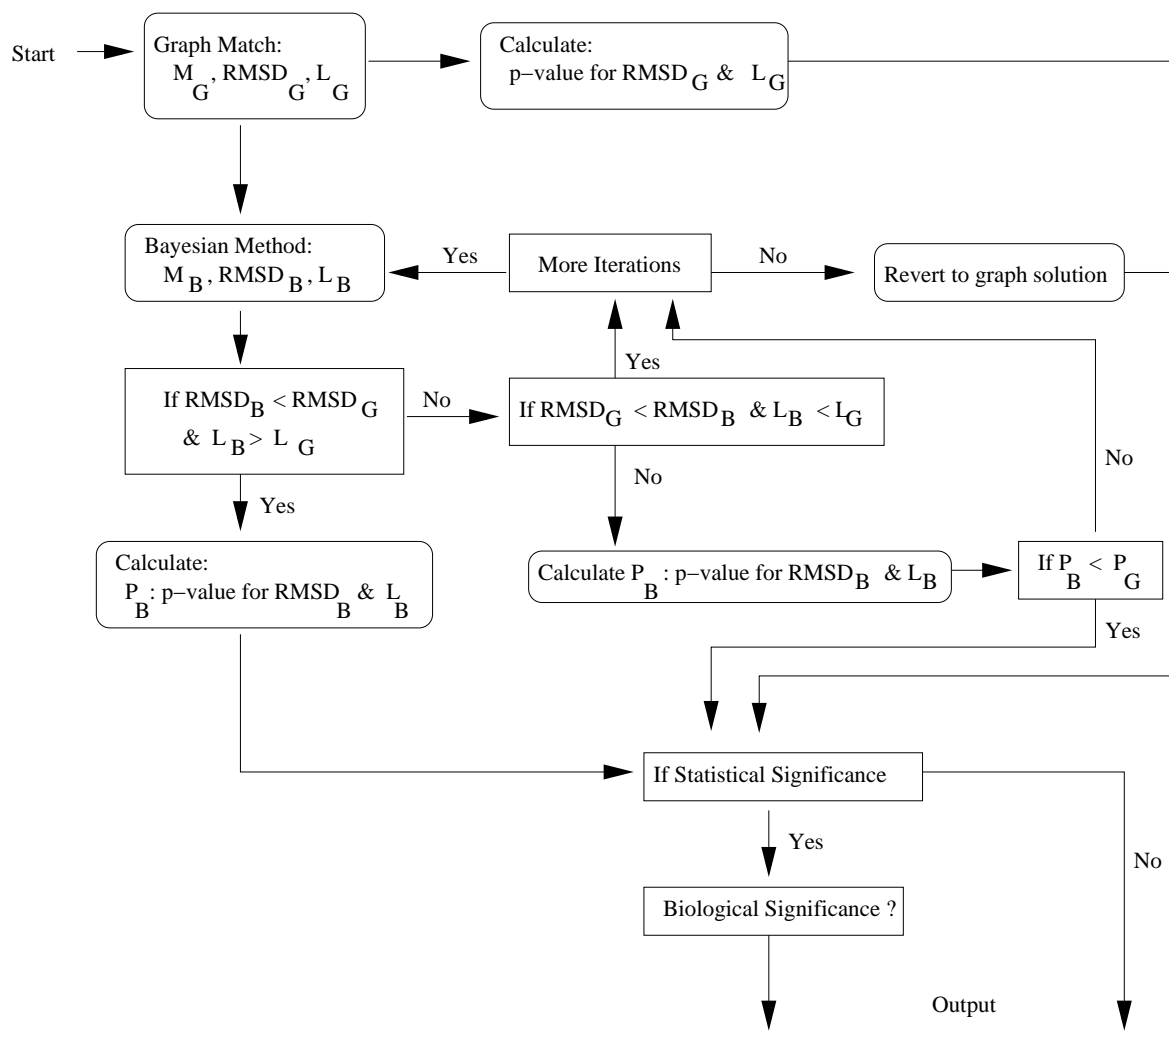 Start
Graph Match:
M_G, RMSD_G, L_G
Calculate:
p−value for RMSD_G & L_G
Bayesian Method:
M_B, RMSD_B, L_B
Yes
More Iterations
No
Revert to graph solution
If RMSD_B < RMSD_G
& L_B > L_G
No
Yes
If RMSD_G < RMSD_B & L_B < L_G
No
No
Yes
Calculate:
P_B: p−value for RMSD_B & L_B
Calculate P_B: p−value for RMSD_B & L_B
If P_B < P_G
Yes
If Statistical Significance
Yes
No
Biological Significance ?
Output